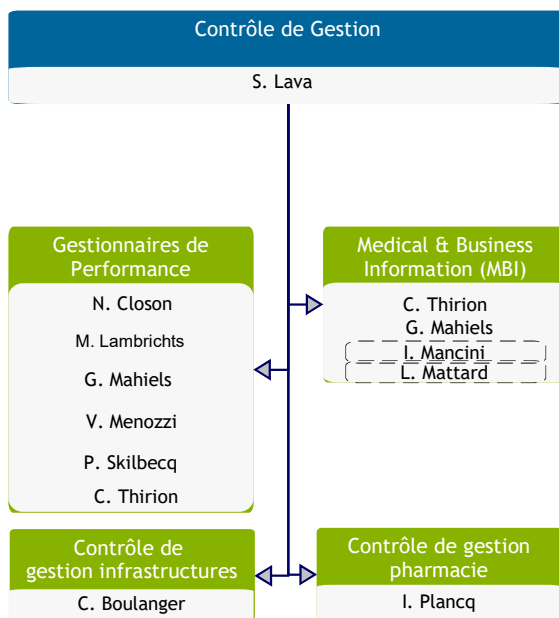 Contrôle de Gestion
S. Lava
Gestionnaires de
Performance
N. Closon
M. Lambrichts
G. Mahiels
V. Menozzi
P. Skilbecq
C. Thirion
Medical & Business
Information (MBI)
C. Thirion
G. Mahiels
I. Mancini
L. Mattard
Contrôle de
gestion infrastructures
C. Boulanger
Contrôle de gestion
pharmacie
I. Plancq